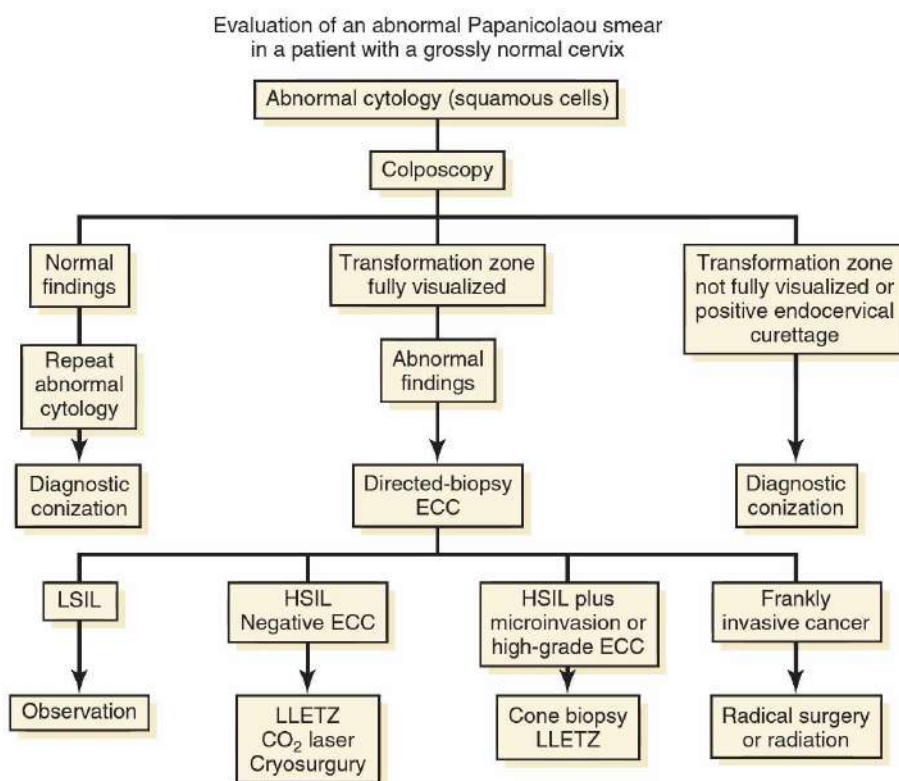 Evaluation of an abnormal Papanicolaou smear
in a patient with a grossly normal cervix
Abnormal cytology (squamous cells)
Colposcopy
Normal
findings
Transformation zone
fully visualized
Transformation zone
not fully visualized or
positive endocervical
curettage
Repeat
abnormal
cytology
Abnormal
findings
Diagnostic
conization
Directed-biopsy
ECC
Diagnostic
conization
LSIL
HSIL
Negative ECC
HSIL plus
microinvasion or
high-grade ECC
Frankly
invasive cancer
Observation
LLETZ
CO₂ laser
Cryosurgery
Cone biopsy
LLETZ
Radical surgery
or radiation